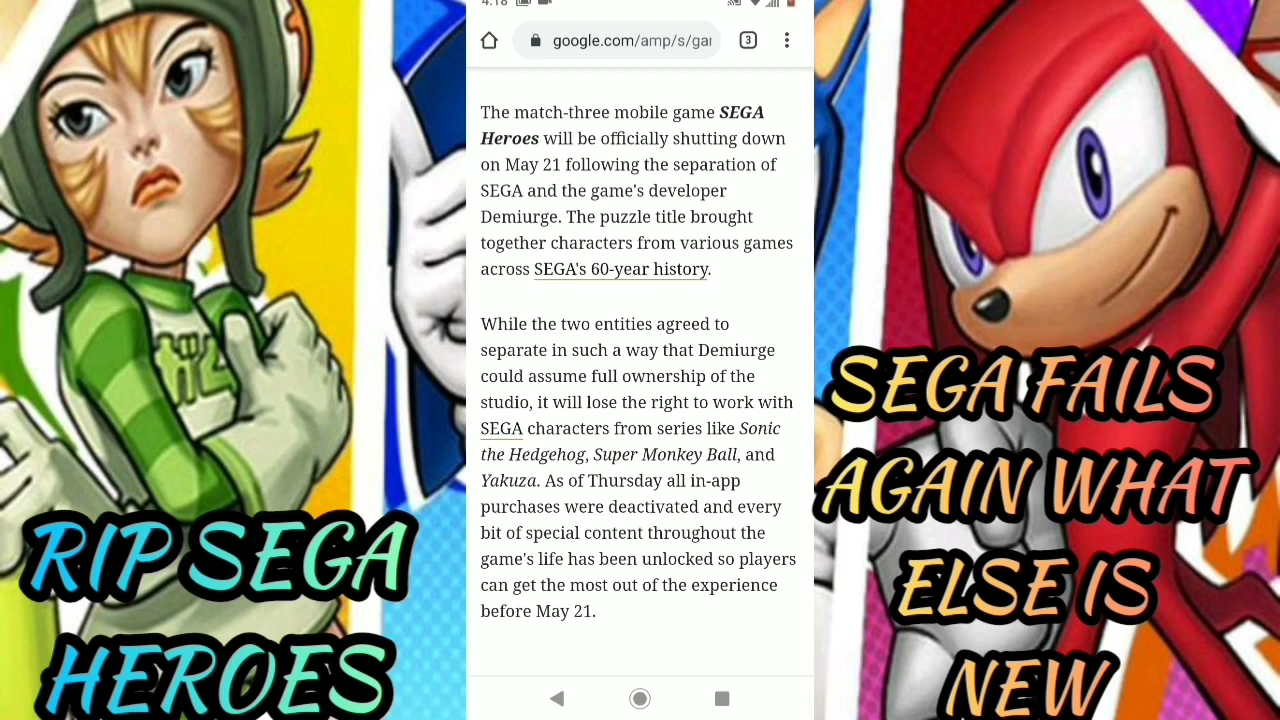 4:18
google.com/amp/s/gar
3
The match-three mobile game SEGA
Heroes will be officially shutting down
on May 21 following the separation of
SEGA and the game's developer
Demiurge. The puzzle title brought
together characters from various games
across SEGA's 60-year history.
While the two entities agreed to
separate in such a way that Demiurge
could assume full ownership of the
studio, it will lose the right to work with
SEGA characters from series like Sonic
the Hedgehog, Super Monkey Ball, and
Yakuza. As of Thursday all in-app
purchases were deactivated and every
bit of special content throughout the
game's life has been unlocked so players
can get the most out of the experience
before May 21.
RIP SEGA
HEROES
SEGA FAILS
AGAIN WHAT
ELSE IS
NEW